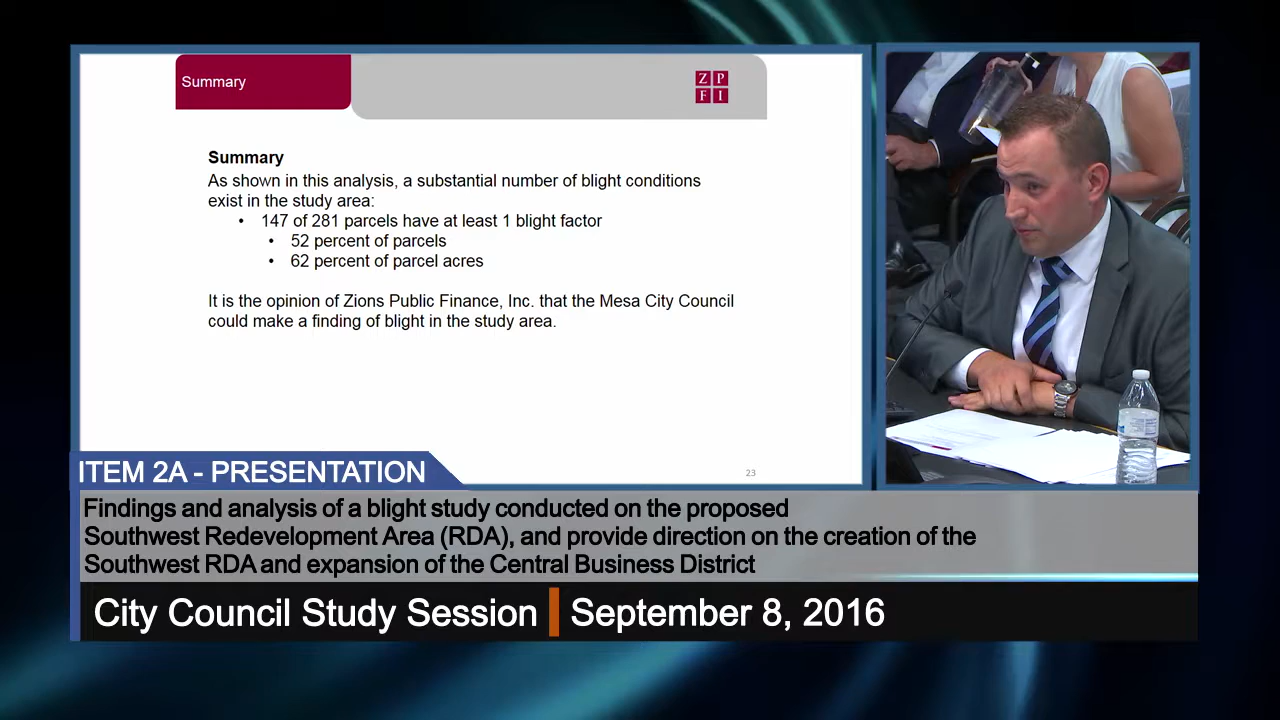 Summary
Z P
F I
Summary
As shown in this analysis, a substantial number of blight conditions
exist in the study area:
• 147 of 281 parcels have at least 1 blight factor
• 52 percent of parcels
• 62 percent of parcel acres
It is the opinion of Zions Public Finance, Inc. that the Mesa City Council
could make a finding of blight in the study area.
23
ITEM 2A - PRESENTATION
Findings and analysis of a blight study conducted on the proposed
Southwest Redevelopment Area (RDA), and provide direction on the creation of the
Southwest RDA and expansion of the Central Business District
City Council Study Session
September 8, 2016